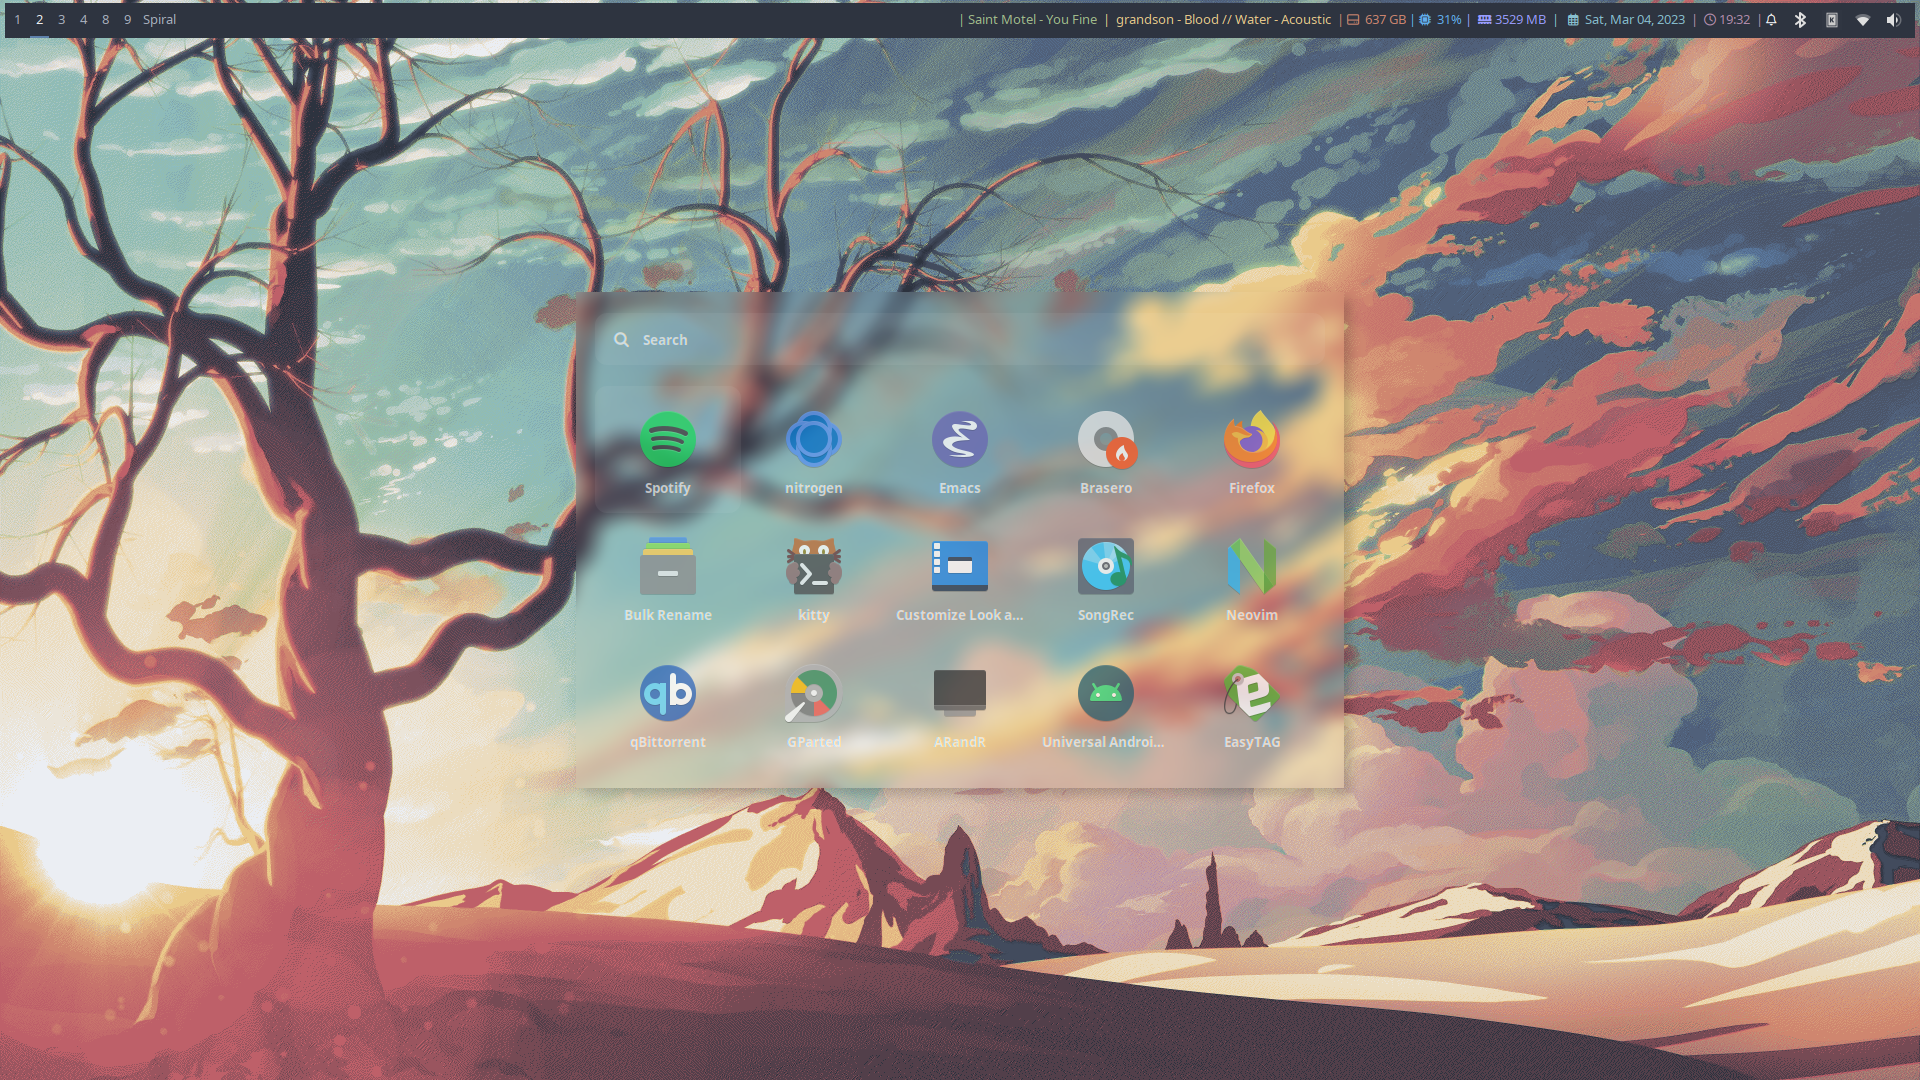 1 2 3 4 8 9 Spiral | Saint Motel - You Fine | grandson - Blood // Water - Acoustic | 637 GB | 31% | 3529 MB | Sat, Mar 04, 2023 | 19:32 |
Search
Spotify nitrogen Emacs Brasero Firefox
Bulk Rename kitty Customize Look a... SongRec Neovim
qb e
qBittorrent GParted ARandR Universal Androi... EasyTAG